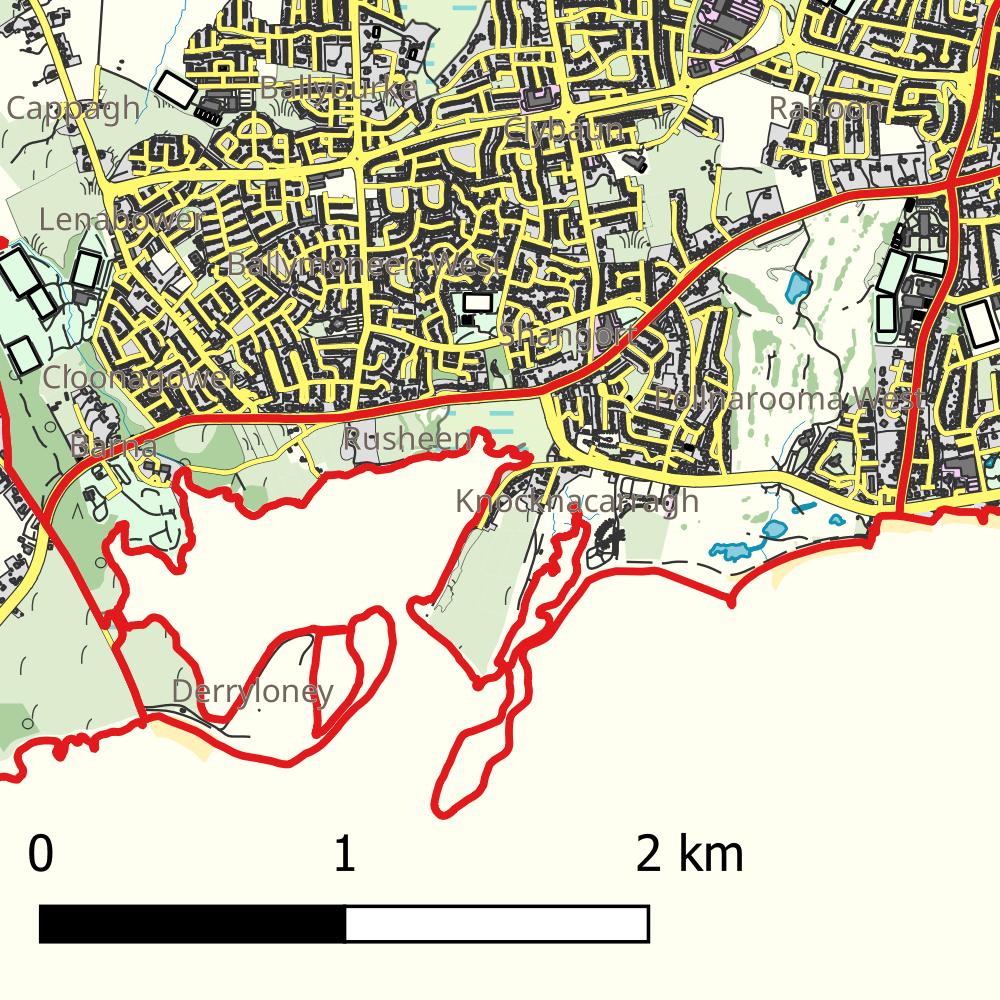 Ballyburke
Cappagh
Rahoon
Clybaun
Lenabower
Ballymoneen West
Shangort
Cloonagower
Pollnarooma West
Rusheen
Barna
Knocknacarragh
Derryloney
0 1 2 km